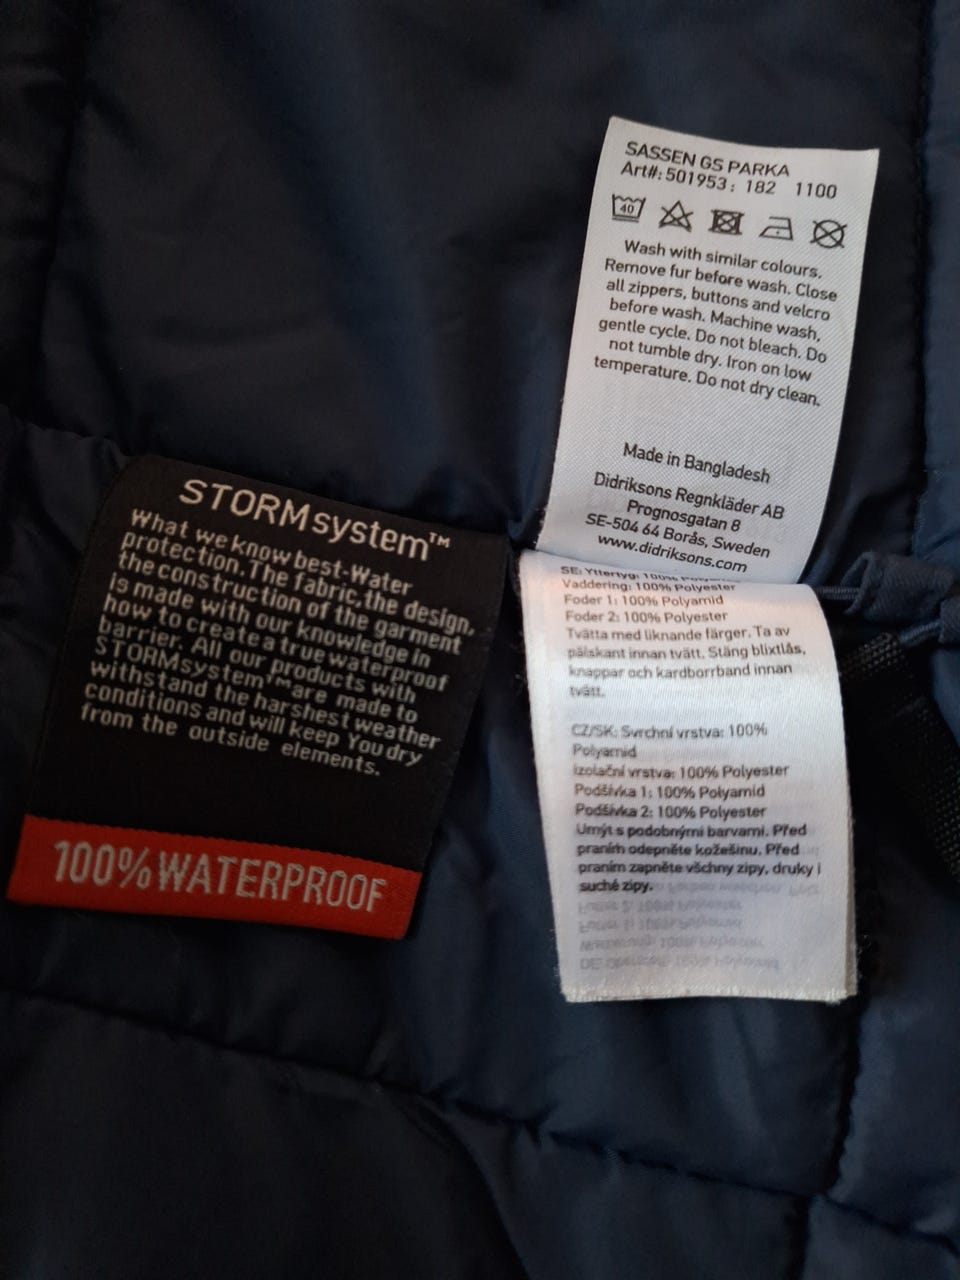 SASSEN GS PARKA
Art#: 501953: 182 1100
40
Wash with similar colours.
Remove fur before wash. Close
all zippers, buttons and velcro
before wash. Machine wash,
gentle cycle. Do not bleach. Do
not tumble dry. Iron on low
temperature. Do not dry clean.
Made in Bangladesh
Didriksons Regnkläder AB
Prognosgatan 8
SE-504 64 Borås, Sweden
www.didriksons.com
STORMsystem™
What we know best-Water
protection. The fabric, the design,
the construction of the garment
is made with our knowledge in
how to create a true waterproof
barrier. All our products with
STORMsystem™ are made to
withstand the harshest weather
conditions and will keep You dry
from the outside elements.
100% WATERPROOF
SE: Yttertyg: 100%
Vaddering: 100% Polyester
Foder 1: 100% Polyamid
Foder 2: 100% Polyester
Tvätta med liknande färger. Ta av
pälskant innan tvätt. Stäng blixtlås,
knappar och kardborrband innan
tvätt.
CZ/SK: Svrchní vrstva: 100%
Polyamid
izolační vrstva: 100% Polyester
Podšívka 1: 100% Polyamid
Podšívka 2: 100% Polyester
Umýt s podobnými barvami. Před
praním odepněte kožešinu. Před
praním zapněte všchny zipy, druky i
suché zipy.